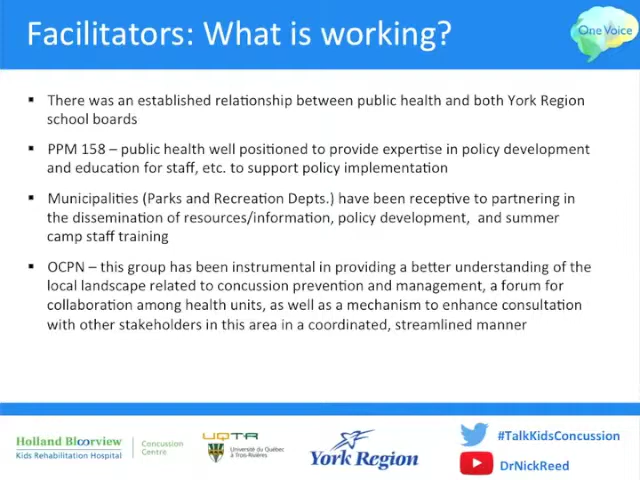 Facilitators: What is working?
One Voice
▪ There was an established relationship between public health and both York Region
school boards
▪ PPM 158 – public health well positioned to provide expertise in policy development
and education for staff, etc. to support policy implementation
▪ Municipalities (Parks and Recreation Depts.) have been receptive to partnering in
the dissemination of resources/information, policy development, and summer
camp staff training
▪ OCPN – this group has been instrumental in providing a better understanding of the
local landscape related to concussion prevention and management, a forum for
collaboration among health units, as well as a mechanism to enhance consultation
with other stakeholders in this area in a coordinated, streamlined manner
Holland Bloorview
Kids Rehabilitation Hospital
Concussion
Centre
UQTR
Université du Québec
à Trois-Rivières
York Region
#TalkKidsConcussion
DrNickReed